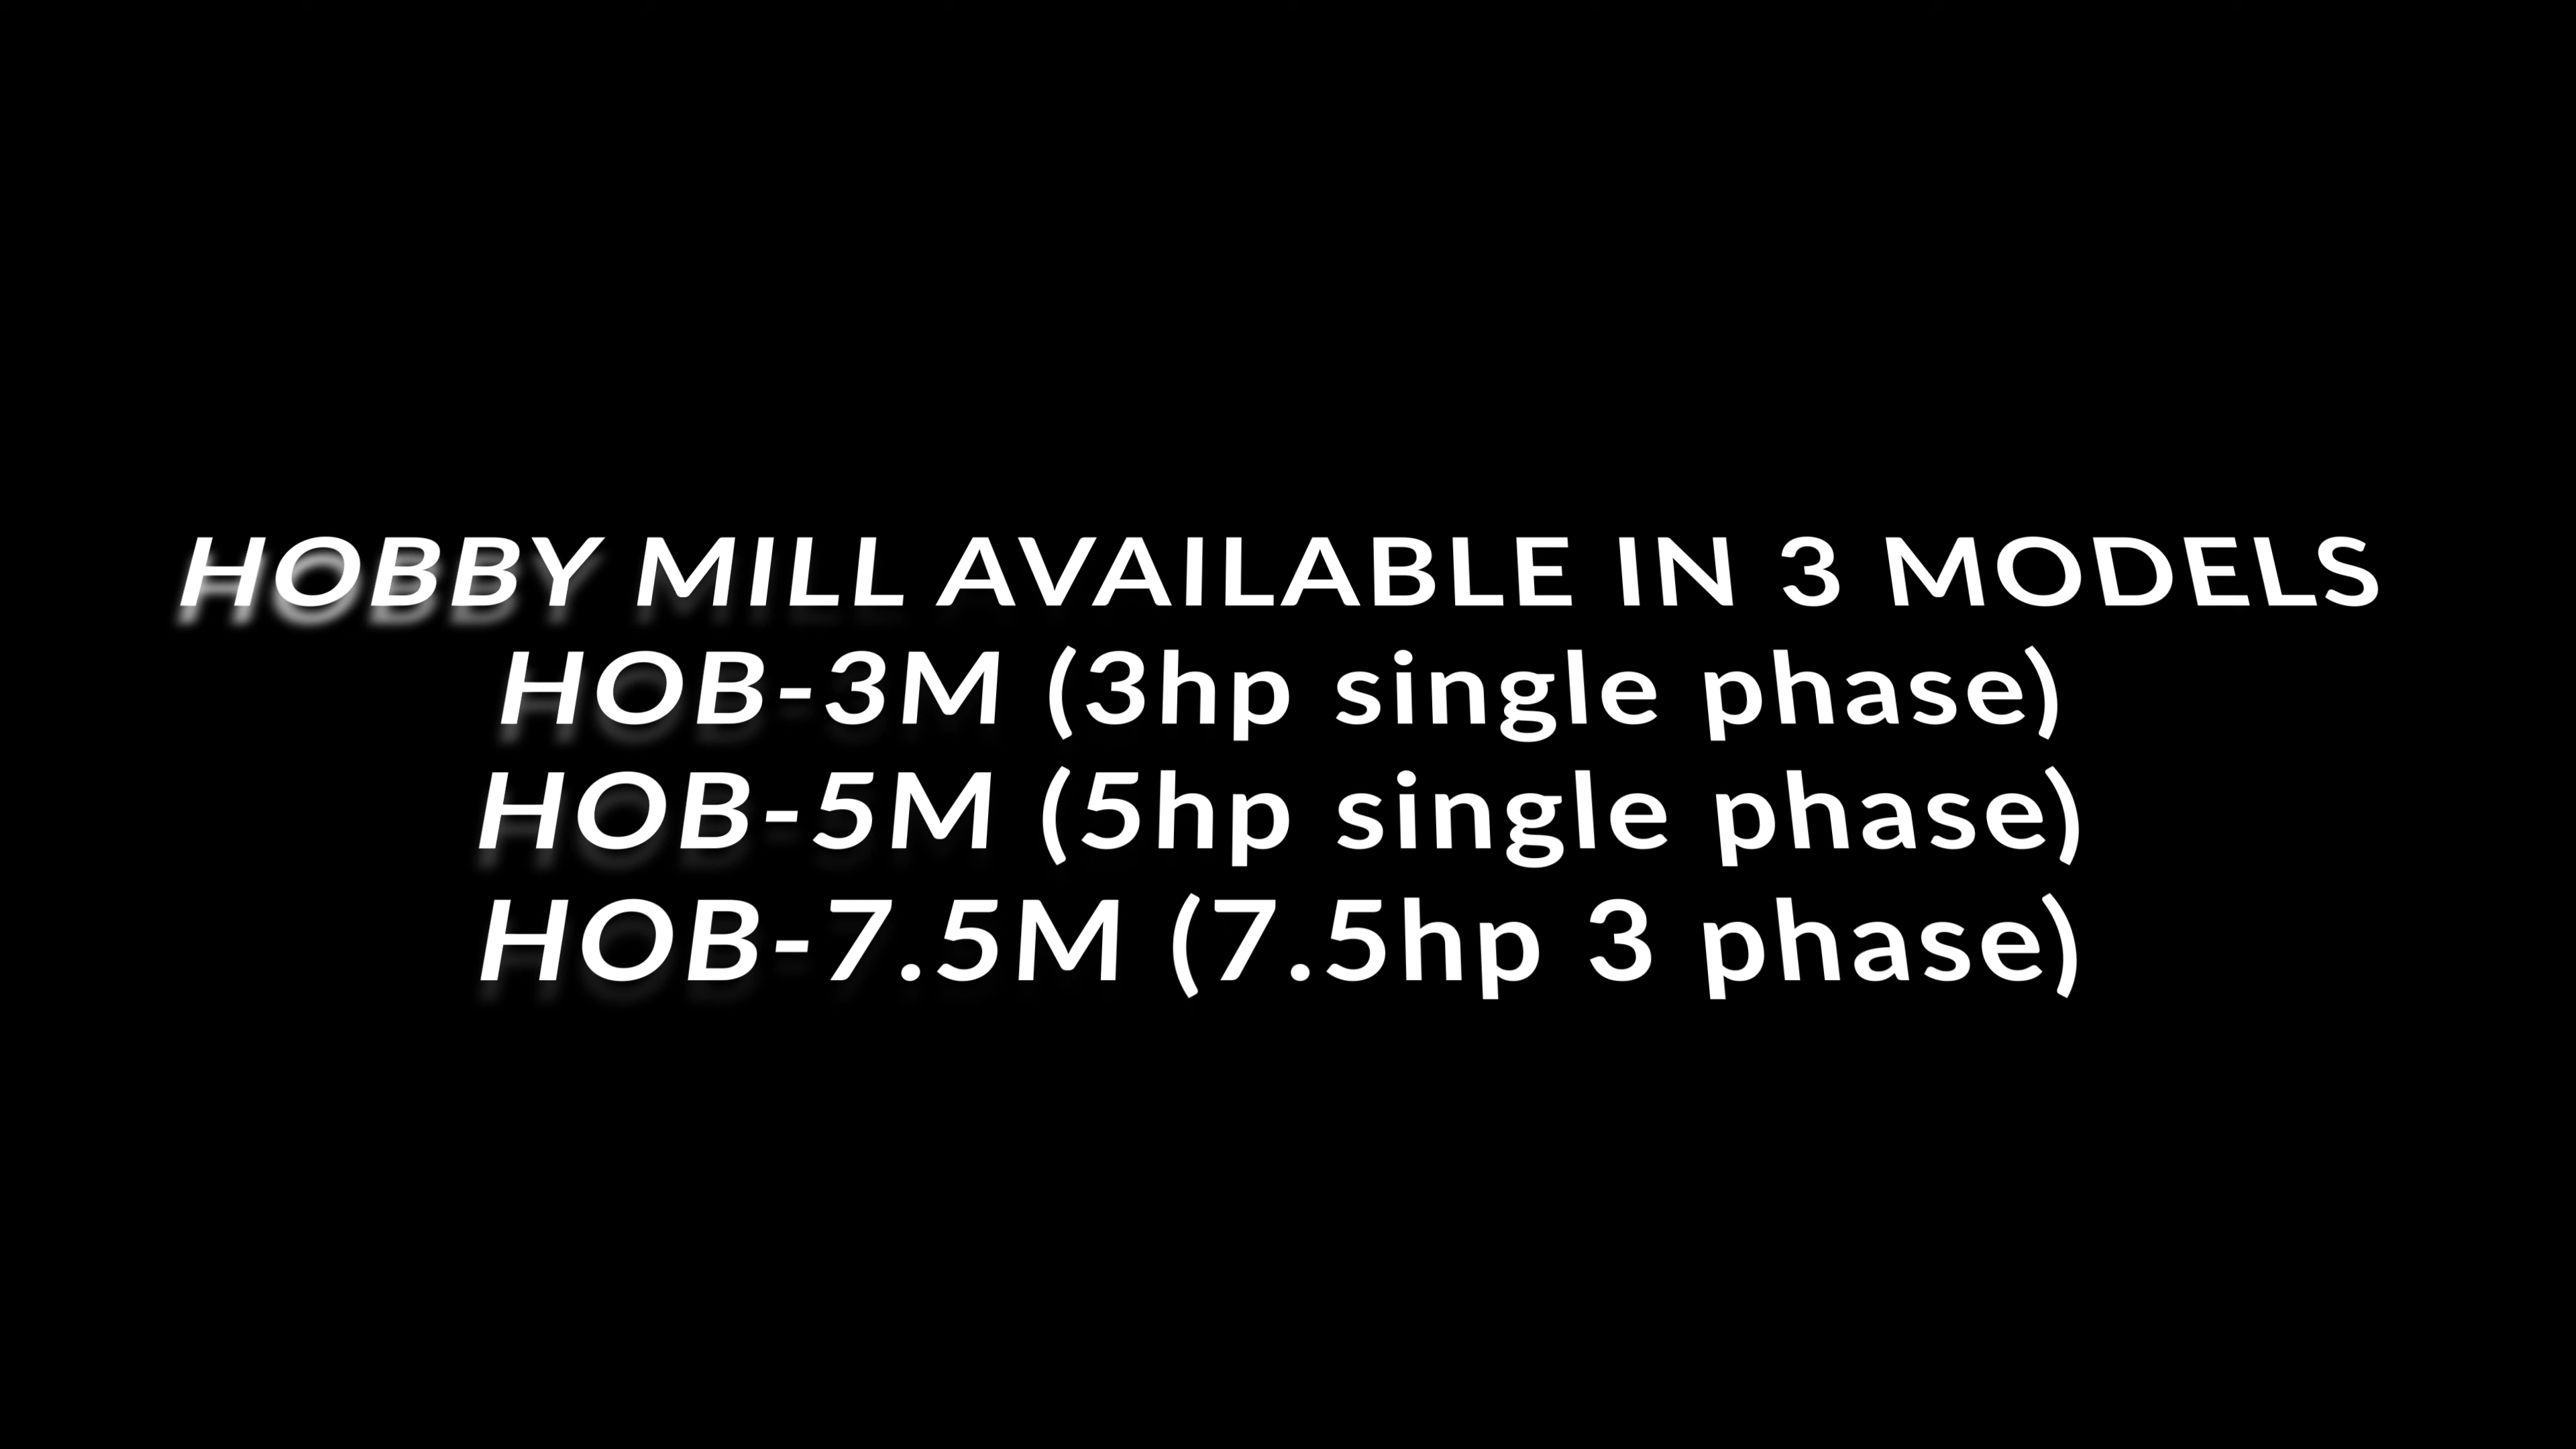 HOBBY MILL AVAILABLE IN 3 MODELS
HOB-3M (3hp single phase)
HOB-5M (5hp single phase)
HOB-7.5M (7.5hp 3 phase)